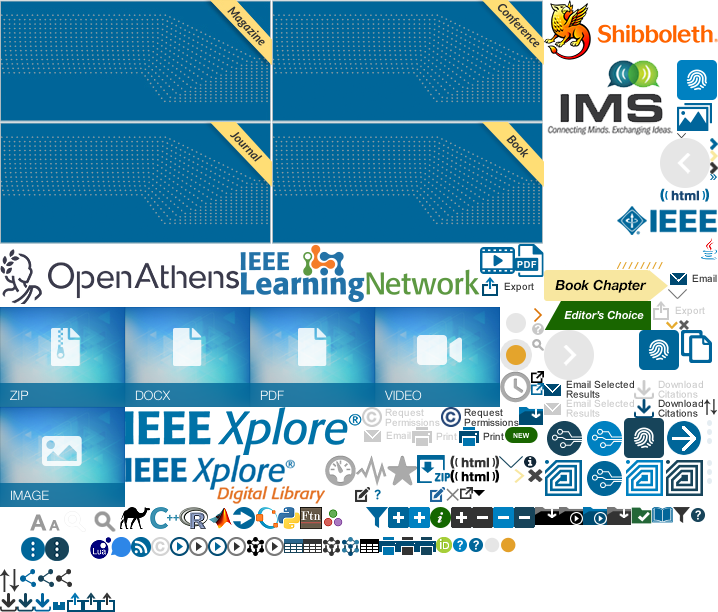 Magazine
Conference
Shibboleth.
IMS
Connecting Minds. Exchanging Ideas.
Journal
Book
((html))
IEEE
OpenAthens
IEEE
LearningNetwork
PDF
Export
Book Chapter
Email
Editor's Choice
Export
ZIP
DOCX
PDF
VIDEO
Email Selected
Results
Download
Citations
Email Selected
Results
Download
Citations
IMAGE
IEEE Xplore®
Request
Permissions
Request
Permissions
Email
Print
Print
NEW
IEEE Xplore®
Digital Library
ZIP
((html))
((html))
?
A A
C++
R
Ftn
i
?
Lua
iD
?
?